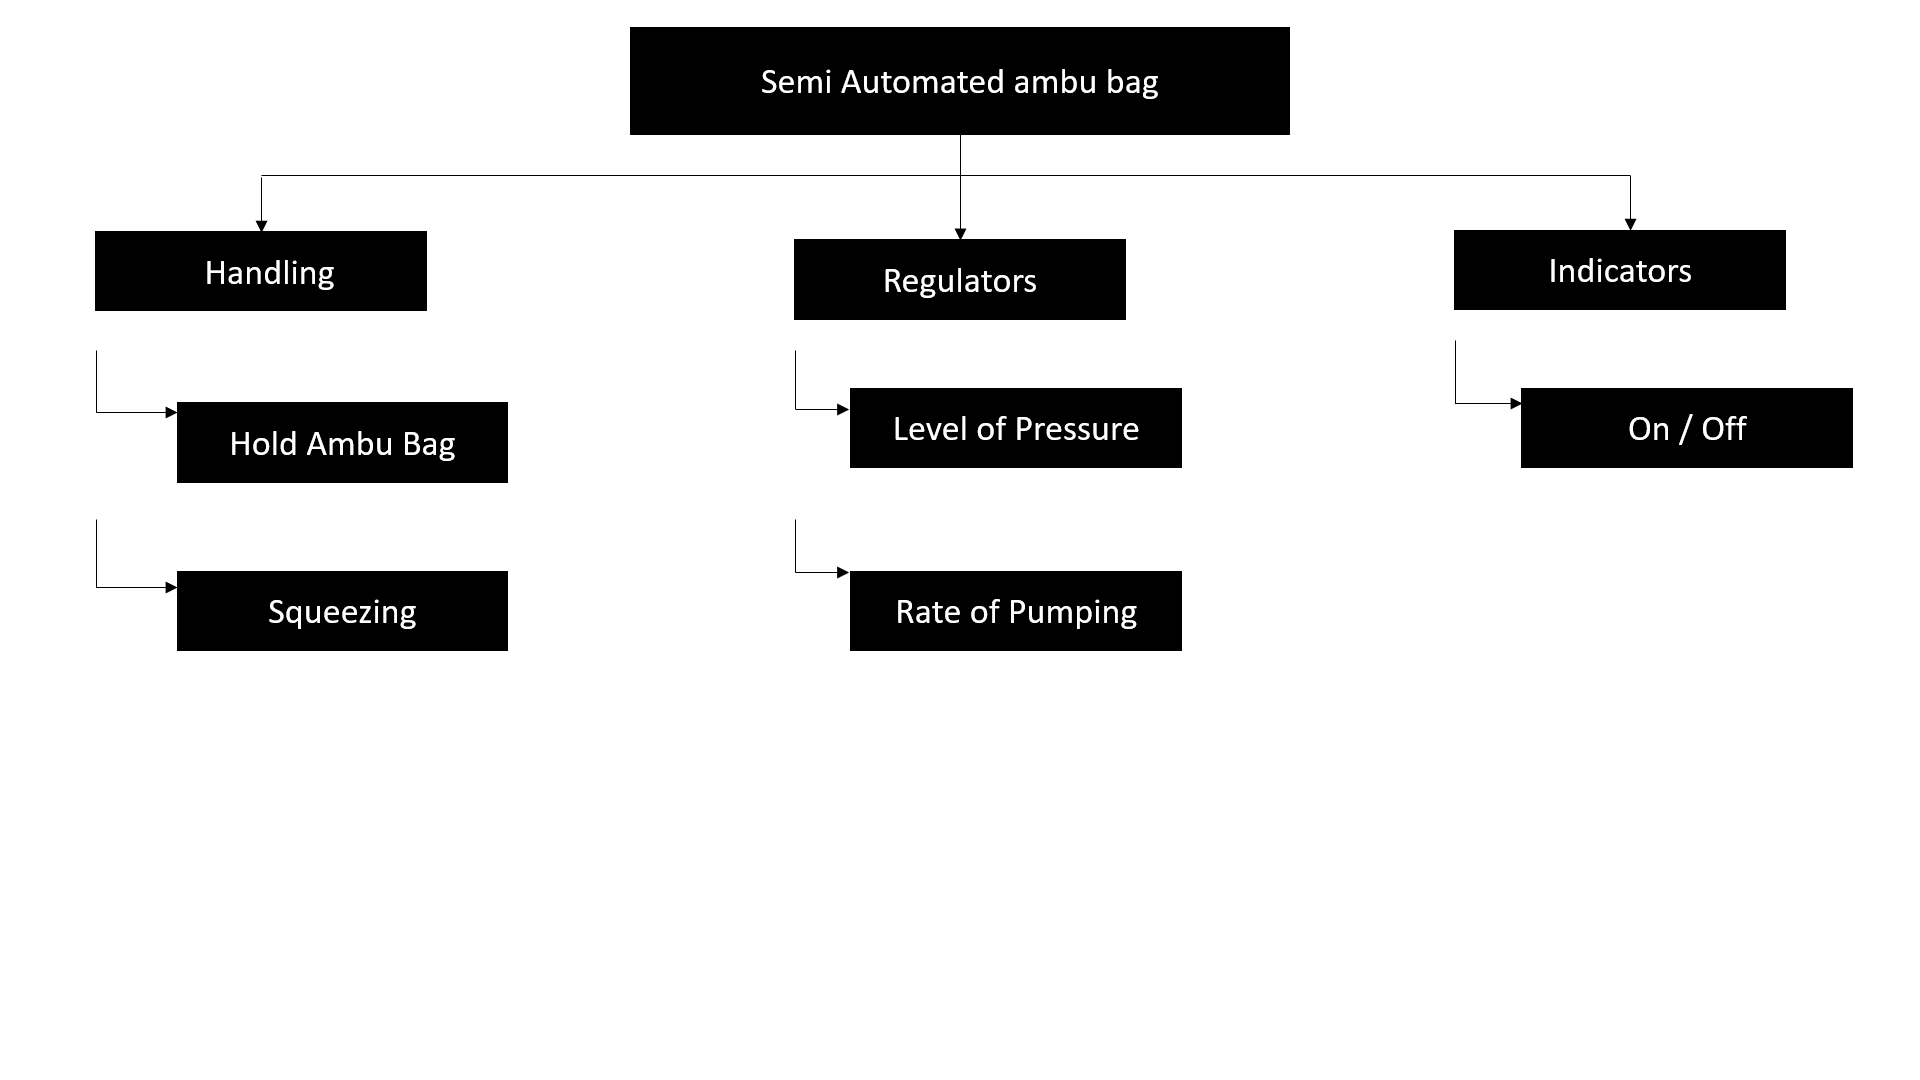 Semi Automated ambu bag
Handling
Regulators
Indicators
Hold Ambu Bag
Level of Pressure
On / Off
Squeezing
Rate of Pumping